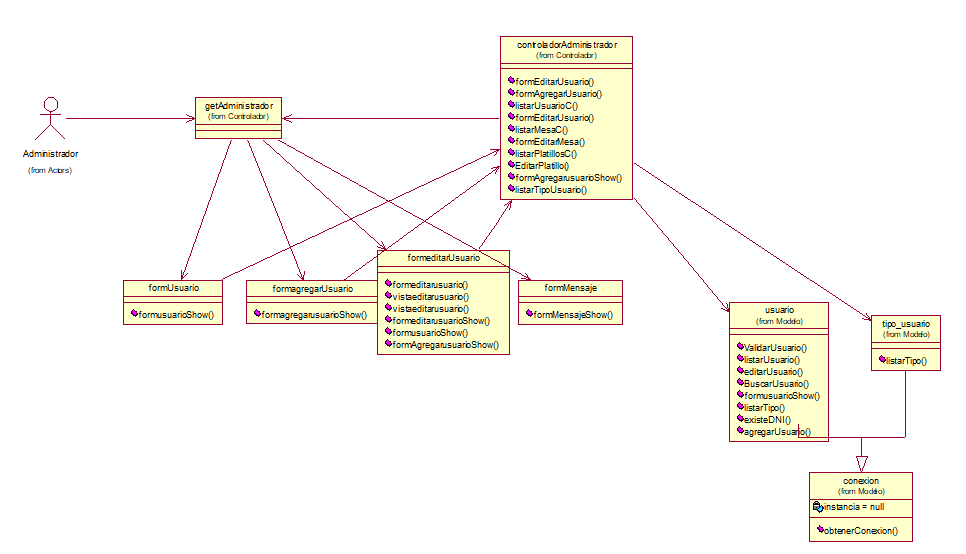 controladorAdministrador
(from Controlador)
formEditarUsuario()
formAgregarUsuario()
listarUsuarioC()
formEditarUsuario()
listarMesaC()
formEditarMesa()
listarPlatillosC()
EditarPlatillo()
formAgregarusuarioShow()
listarTipoUsuario()
getAdministrador
(from Controlador)
Administrador
(from Actors)
formUsuario
formusuarioShow()
formagregarUsuario
formagregarusuarioShow()
formeditarUsuario
formeditarusuario()
vistaeditarusuario()
vistaeditarusuario()
formeditarusuarioShow()
formusuarioShow()
formAgregarusuarioShow()
formMensaje
formMensajeShow()
usuario
(from Modelo)
ValidarUsuario()
listarUsuario()
editarUsuario()
BuscarUsuario()
formusuarioShow()
listarTipo()
existeDNI()
agregarUsuario()
tipo_usuario
(from Modelo)
listarTipo()
conexion
(from Modelo)
instancia = null
obtenerConexion()